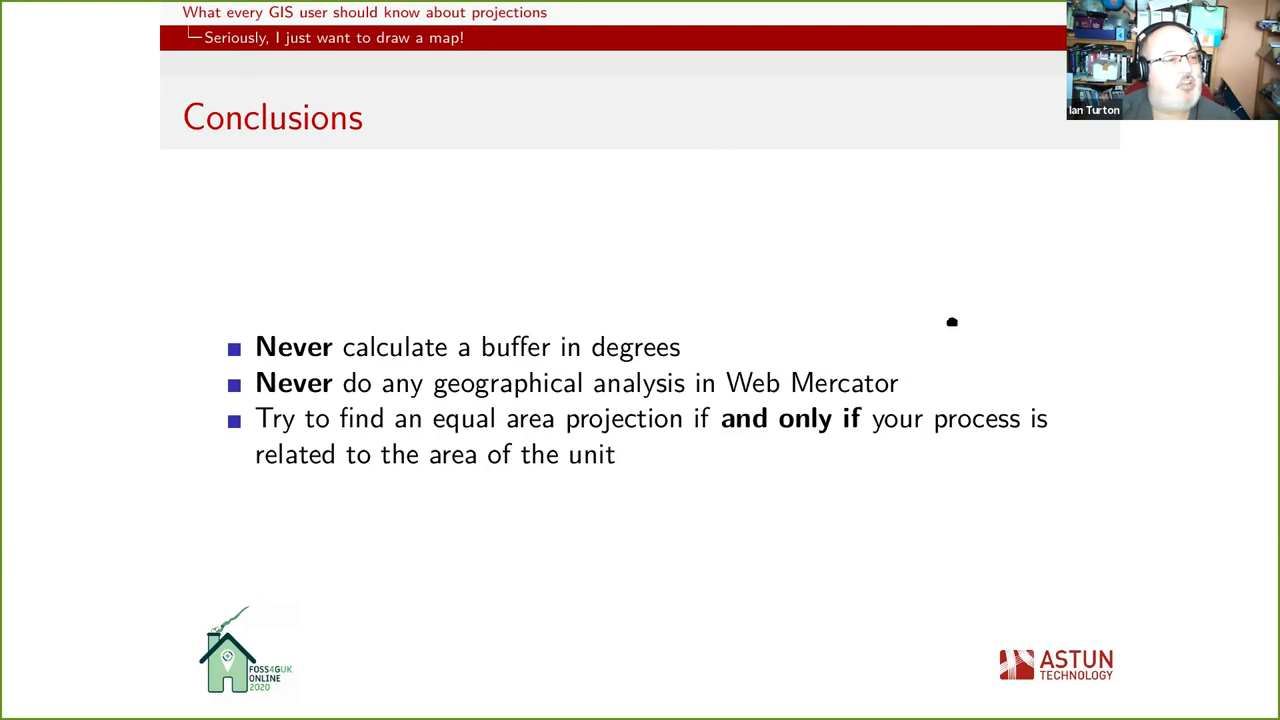 What every GIS user should know about projections
Seriously, I just want to draw a map!
Ian Turton
Conclusions
Never calculate a buffer in degrees
Never do any geographical analysis in Web Mercator
Try to find an equal area projection if and only if your process is
related to the area of the unit
FOSS4GUK
ONLINE
2020
ASTUN
TECHNOLOGY